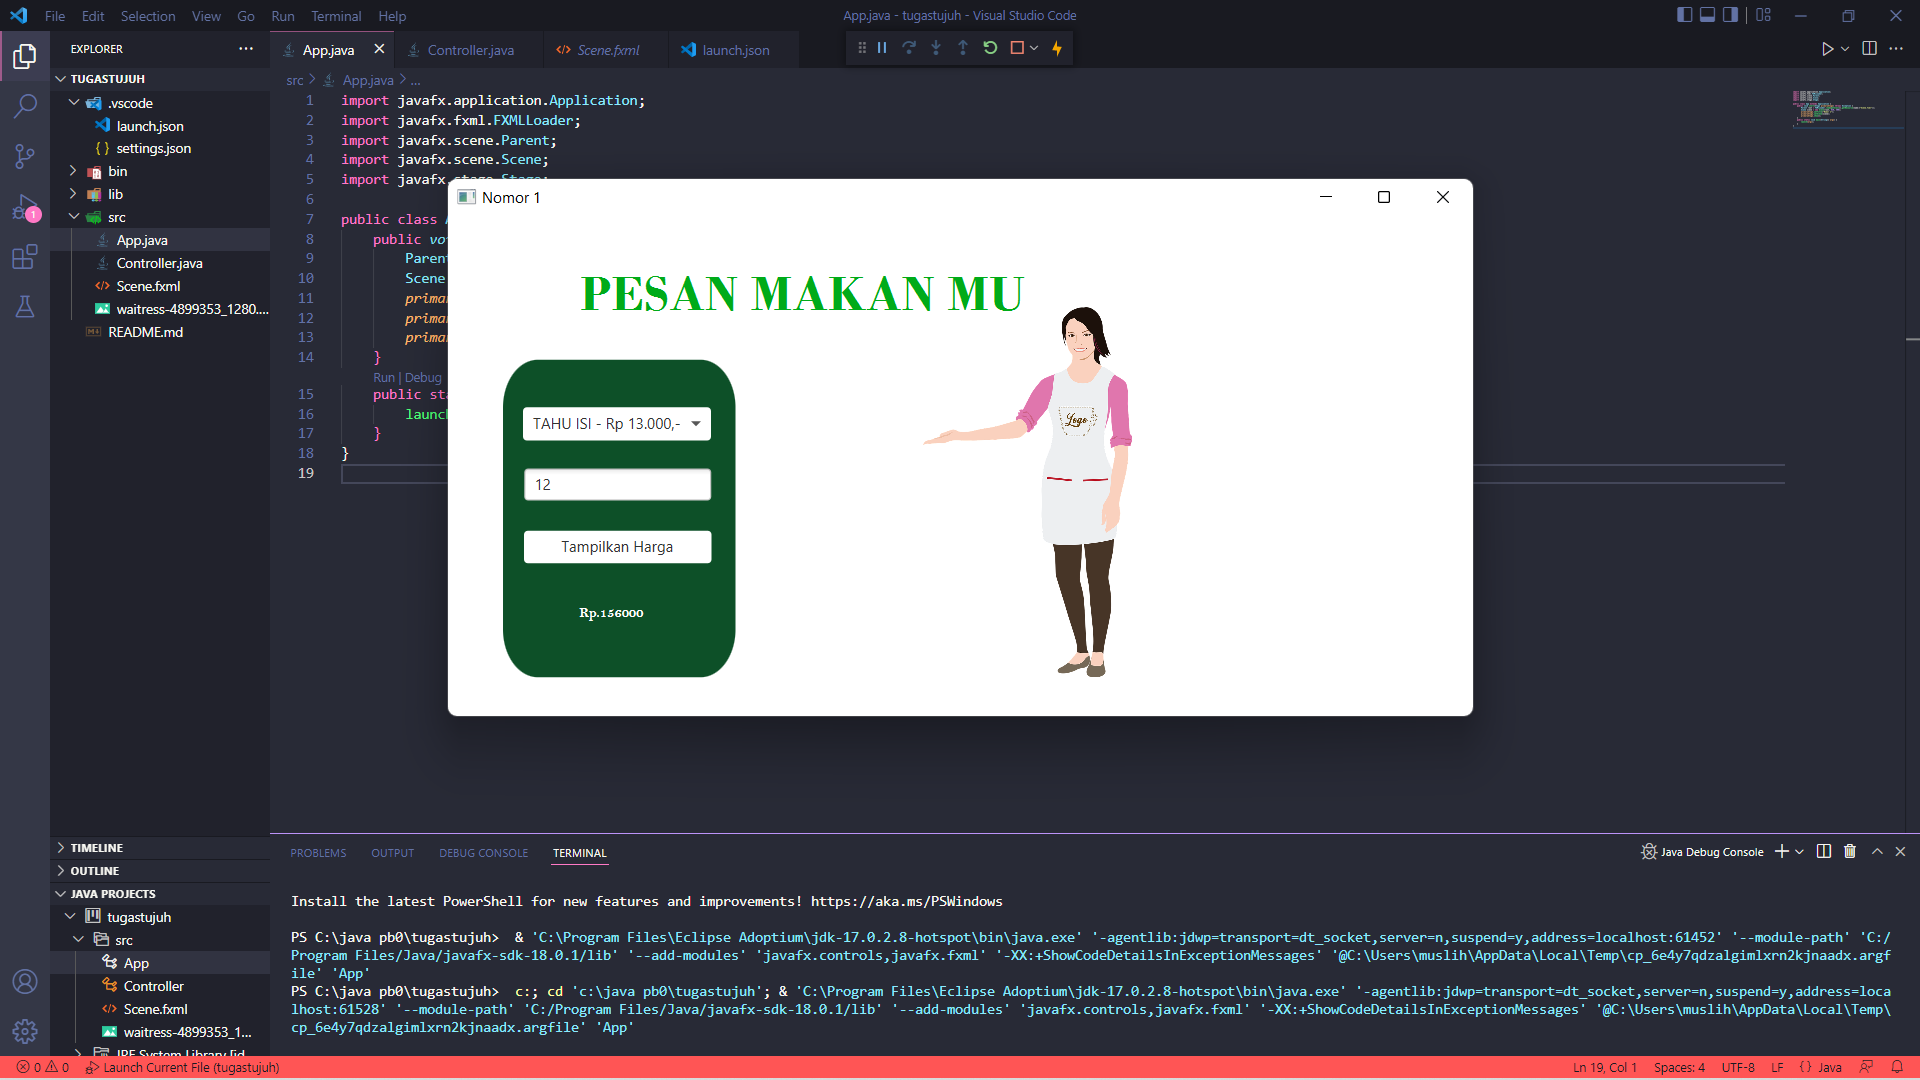 File Edit Selection View Go Run Terminal Help
App.java - tugastujuh - Visual Studio Code
EXPLORER
App.java
Controller.java
Scene.fxml
launch.json
TUGASTUJUH
.vscode
launch.json
settings.json
bin
lib
src
App.java
Controller.java
Scene.fxml
waitress-4899353_1280....
README.md
1
src > App.java > ...
1 import javafx.application.Application;
2 import javafx.fxml.FXMLLoader;
3 import javafx.scene.Parent;
4 import javafx.scene.Scene;
5 import javafx.stage.Stage;
6
7 public class
8 public vo
9 Paren
10 Scene
11 prima
12 prima
13 prima
14 }
Run | Debug
15 public st
16 launc
17 }
18 }
19
Nomor 1
PESAN MAKAN MU
TAHU ISI - Rp 13.000,-
12
Tampilkan Harga
Rp.156000
Logo
TIMELINE
OUTLINE
JAVA PROJECTS
tugastujuh
src
App
Controller
Scene.fxml
waitress-4899353_1...
JRE System Library [jd
PROBLEMS OUTPUT DEBUG CONSOLE TERMINAL
Java Debug Console
Install the latest PowerShell for new features and improvements! https://aka.ms/PSWindows
PS C:\java pb0\tugastujuh>  & 'C:\Program Files\Eclipse Adoptium\jdk-17.0.2.8-hotspot\bin\java.exe' '-agentlib:jdwp=transport=dt_socket,server=n,suspend=y,address=localhost:61452' '--module-path' 'C:/
Program Files/Java/javafx-sdk-18.0.1/lib' '--add-modules' 'javafx.controls,javafx.fxml' '-XX:+ShowCodeDetailsInExceptionMessages' '@C:\Users\muslih\AppData\Local\Temp\cp_6e4y7qdzalgimlxrn2kjnaadx.argf
ile' 'App'
PS C:\java pb0\tugastujuh>  c:; cd 'c:\java pb0\tugastujuh'; & 'C:\Program Files\Eclipse Adoptium\jdk-17.0.2.8-hotspot\bin\java.exe' '-agentlib:jdwp=transport=dt_socket,server=n,suspend=y,address=loca
lhost:61528' '--module-path' 'C:/Program Files/Java/javafx-sdk-18.0.1/lib' '--add-modules' 'javafx.controls,javafx.fxml' '-XX:+ShowCodeDetailsInExceptionMessages' '@C:\Users\muslih\AppData\Local\Temp\
cp_6e4y7qdzalgimlxrn2kjnaadx.argfile' 'App'
0 0 Launch Current File (tugastujuh)
Ln 19, Col 1 Spaces: 4 UTF-8 LF {} Java